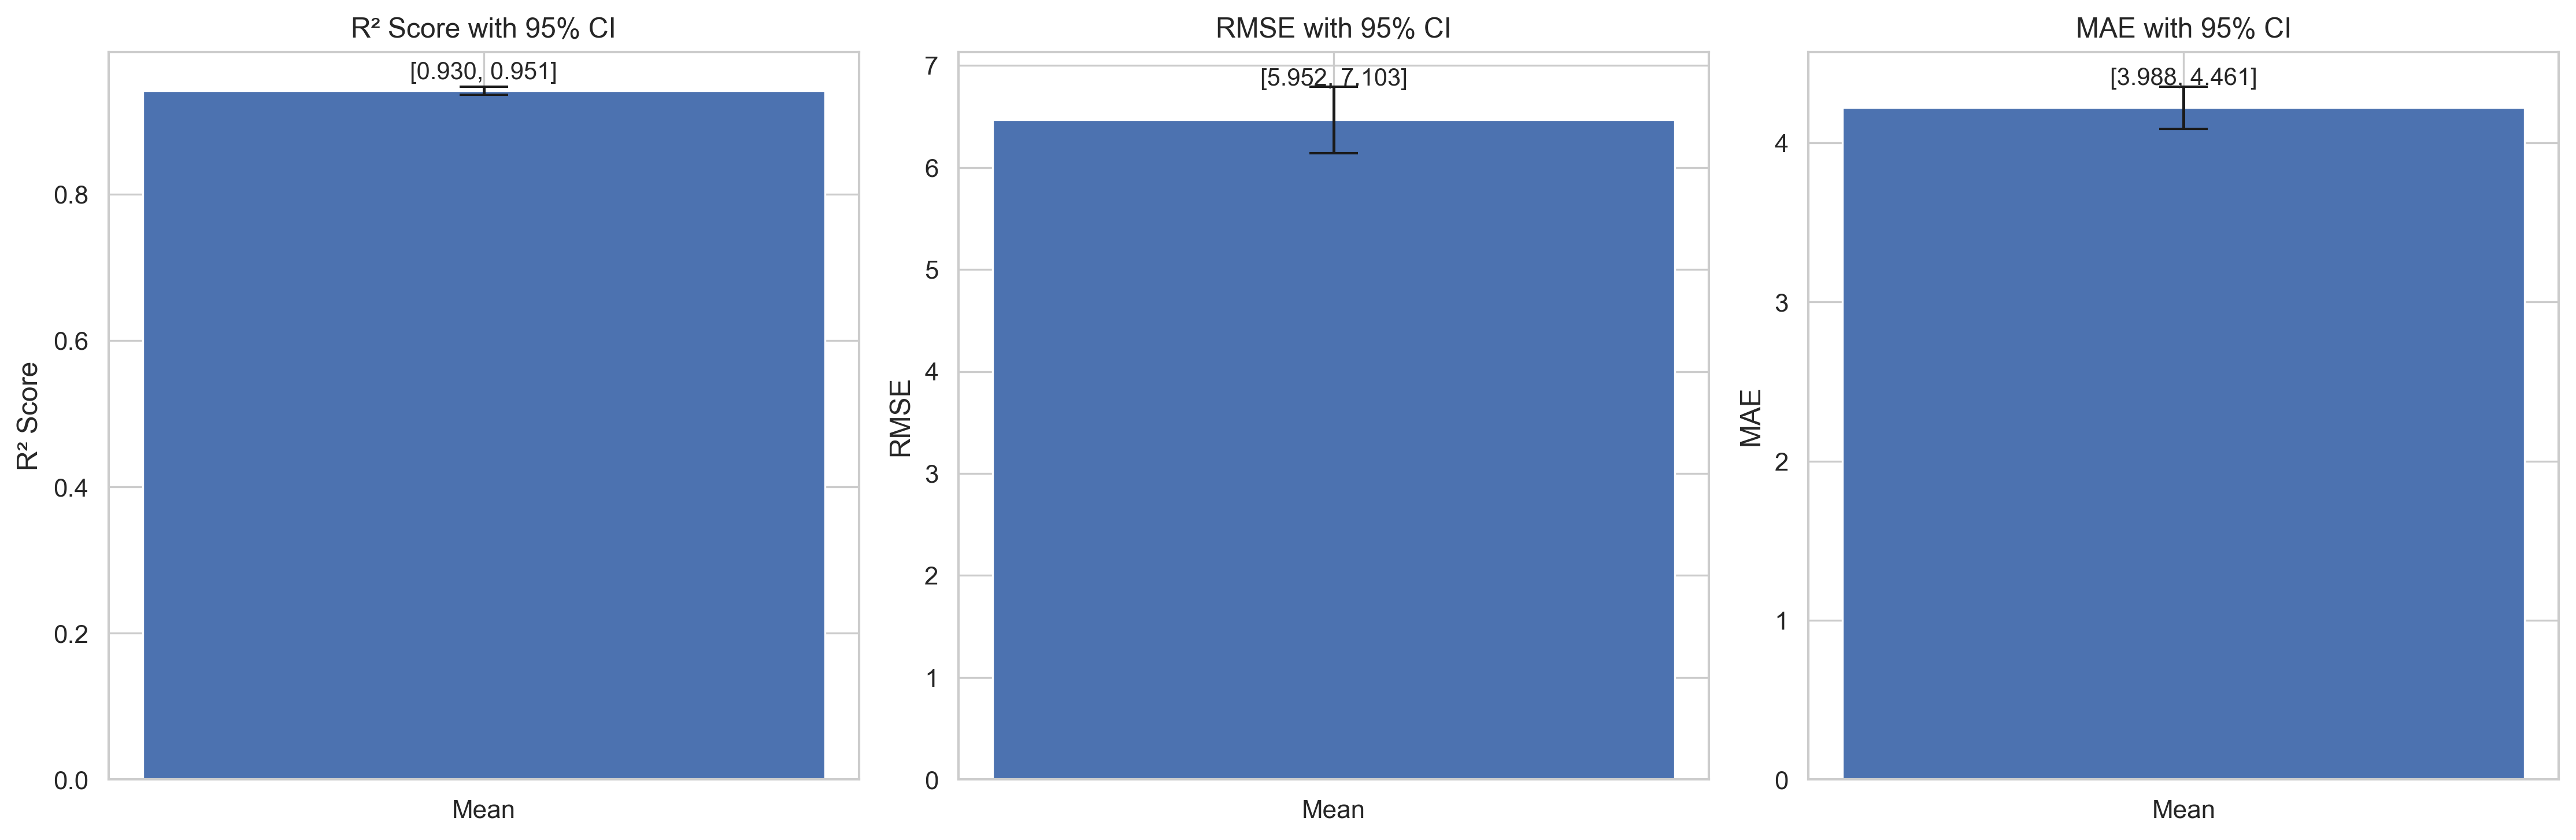 R² Score with 95% CI
[0.930, 0.951]
R² Score
0.8
0.6
0.4
0.2
0.0
Mean
RMSE with 95% CI
[5.952, 7.103]
RMSE
7
6
5
4
3
2
1
0
Mean
MAE with 95% CI
[3.988, 4.461]
MAE
4
3
2
1
0
Mean